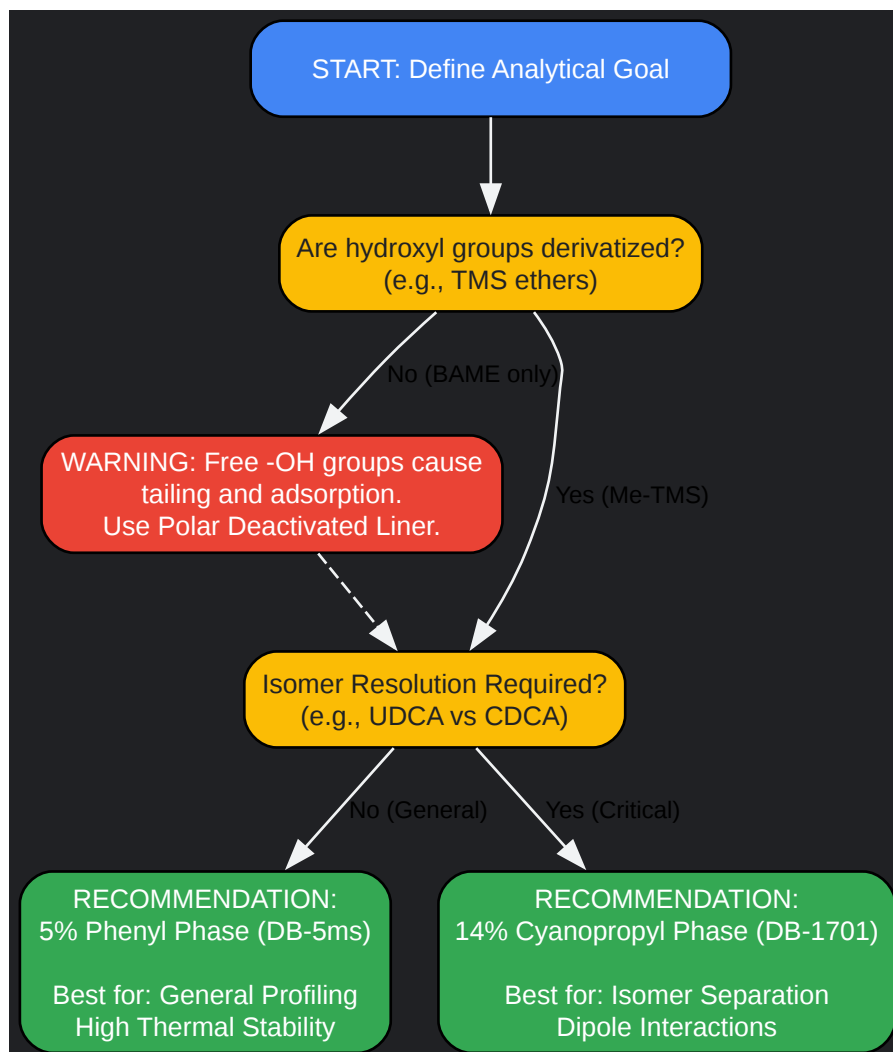 START: Define Analytical Goal
Are hydroxyl groups derivatized?
(e.g., TMS ethers)
No (BAME only)
WARNING: Free -OH groups cause
tailing and adsorption.
Use Polar Deactivated Liner.
Yes (Me-TMS)
Isomer Resolution Required?
(e.g., UDCA vs CDCA)
No (General)
Yes (Critical)
RECOMMENDATION:
5% Phenyl Phase (DB-5ms)
Best for: General Profiling
High Thermal Stability
RECOMMENDATION:
14% Cyanopropyl Phase (DB-1701)
Best for: Isomer Separation
Dipole Interactions